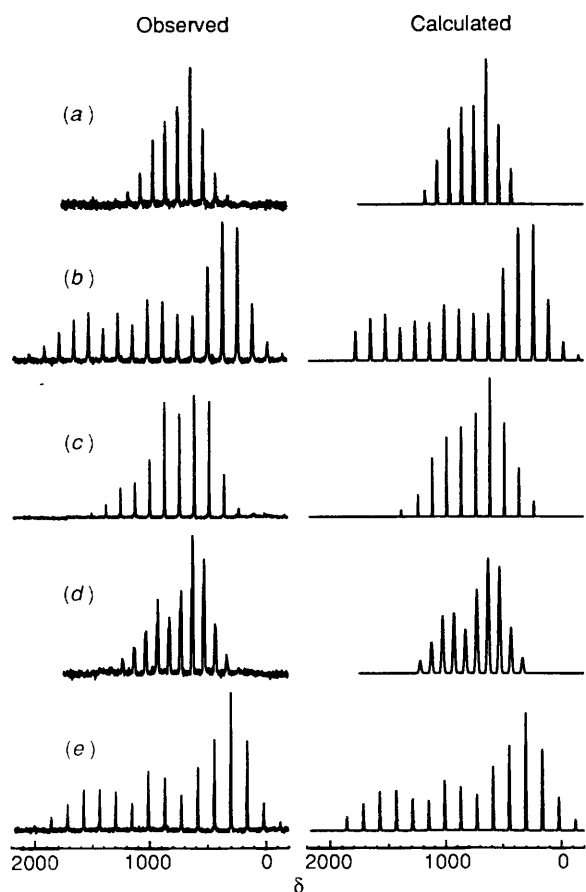 Observed Calculated
(a)
(b)
(c)
(d)
(e)
2000 1000 0 2000 1000 0
δ